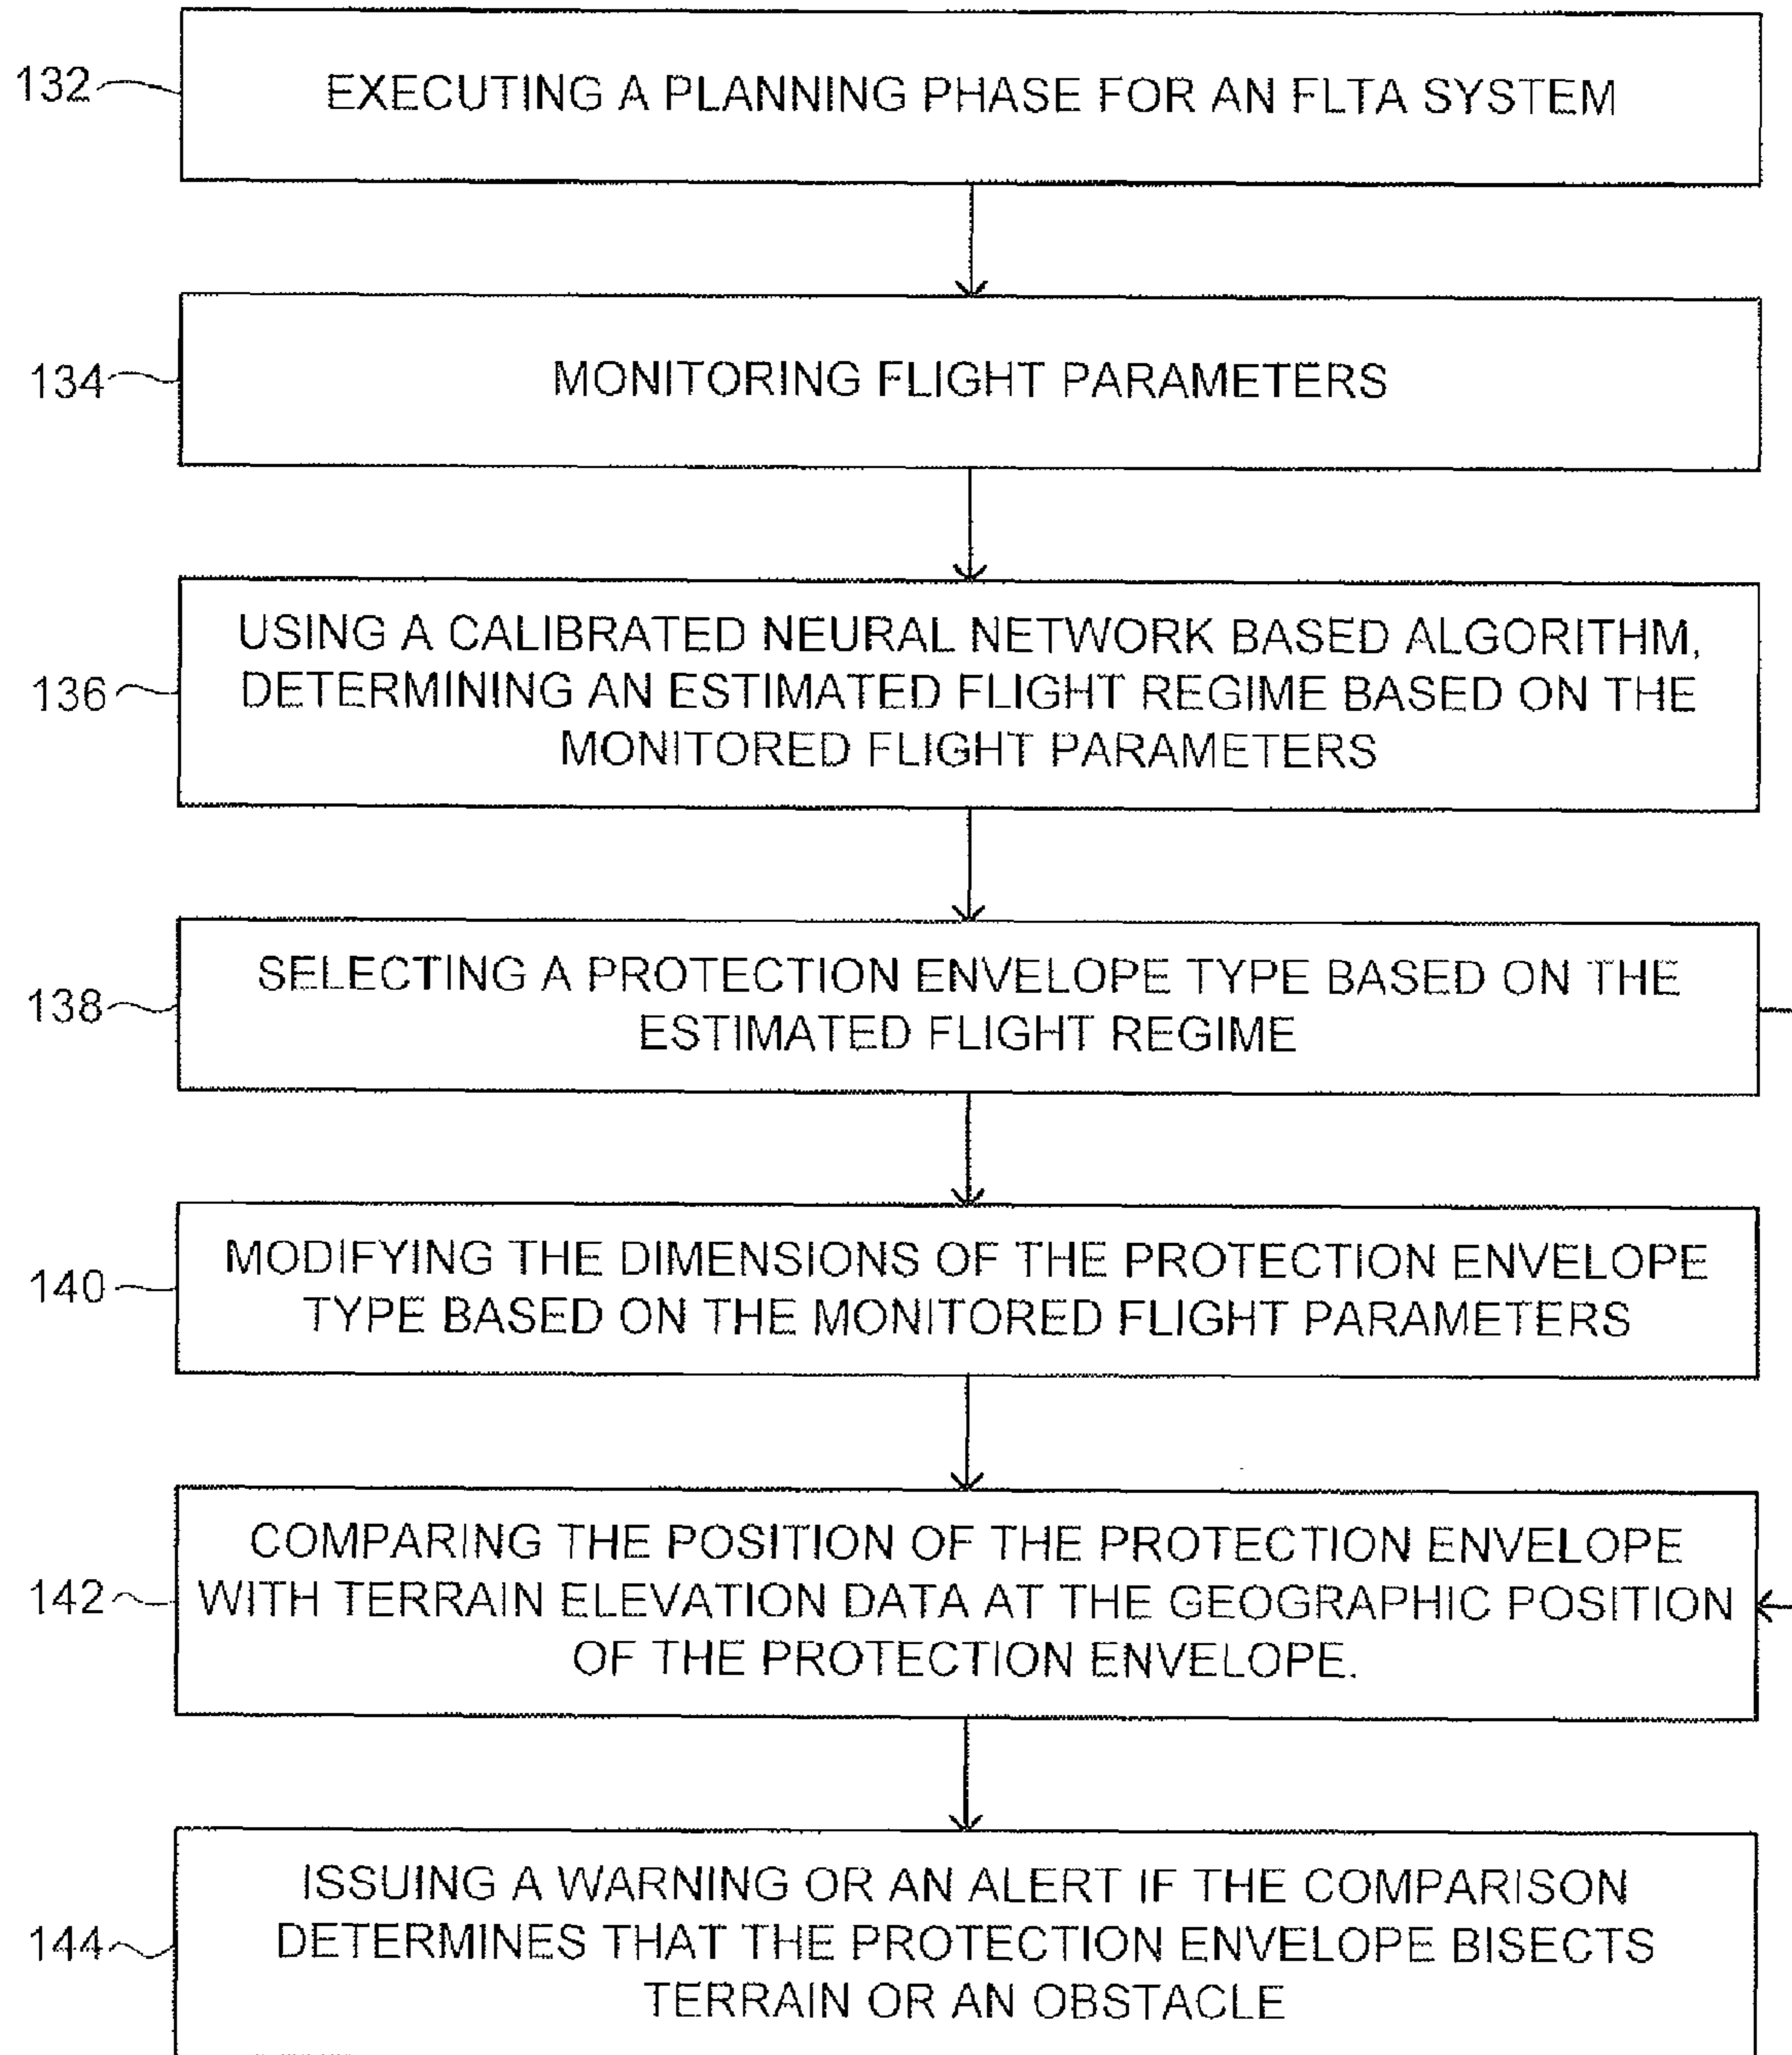 132
EXECUTING A PLANNING PHASE FOR AN FLTA SYSTEM
134
MONITORING FLIGHT PARAMETERS
136
USING A CALIBRATED NEURAL NETWORK BASED ALGORITHM,
DETERMINING AN ESTIMATED FLIGHT REGIME BASED ON THE
MONITORED FLIGHT PARAMETERS
138
SELECTING A PROTECTION ENVELOPE TYPE BASED ON THE
ESTIMATED FLIGHT REGIME
140
MODIFYING THE DIMENSIONS OF THE PROTECTION ENVELOPE
TYPE BASED ON THE MONITORED FLIGHT PARAMETERS
142
COMPARING THE POSITION OF THE PROTECTION ENVELOPE
WITH TERRAIN ELEVATION DATA AT THE GEOGRAPHIC POSITION
OF THE PROTECTION ENVELOPE.
144
ISSUING A WARNING OR AN ALERT IF THE COMPARISON
DETERMINES THAT THE PROTECTION ENVELOPE BISECTS
TERRAIN OR AN OBSTACLE